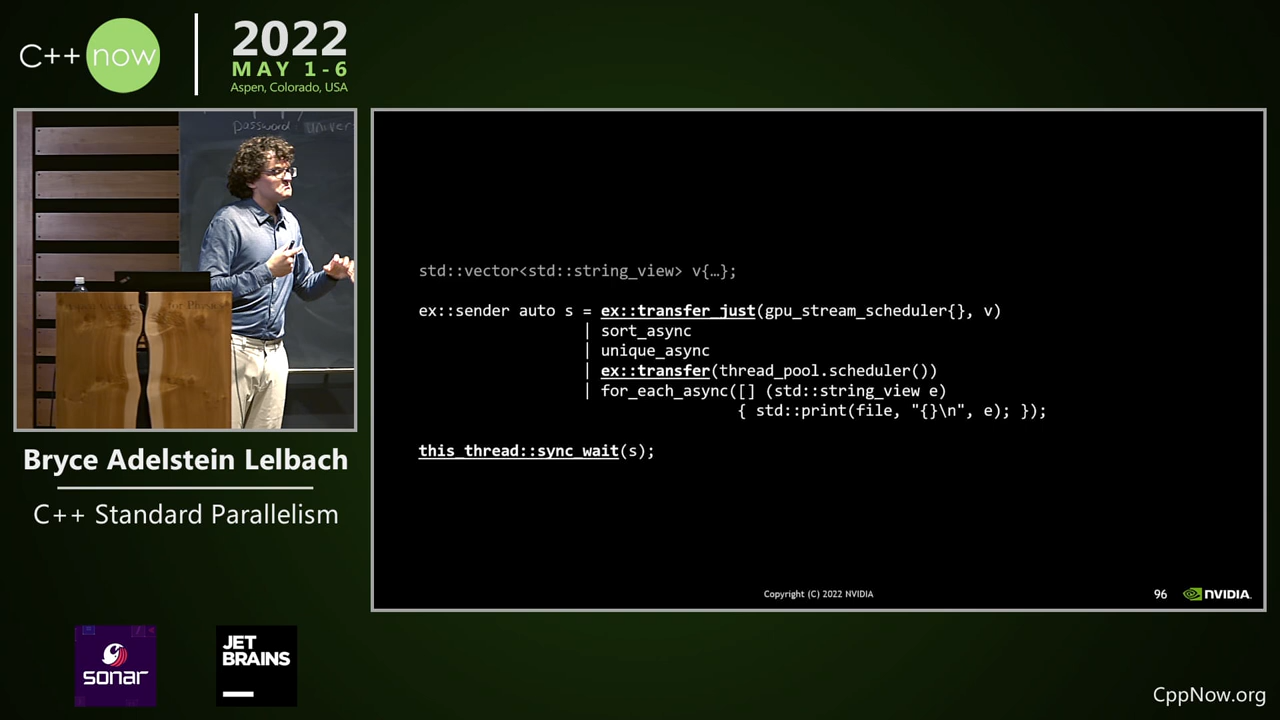 C++ now
2022
MAY 1-6
Aspen, Colorado, USA
password univer
std::vector<std::string_view> v{…};
ex::sender auto s = ex::transfer_just(gpu_stream_scheduler{}, v)
| sort_async
| unique_async
| ex::transfer(thread_pool.scheduler())
| for_each_async([] (std::string_view e)
{ std::print(file, "{}\n", e); });
this_thread::sync_wait(s);
Copyright (C) 2022 NVIDIA
96
NVIDIA.
Bryce Adelstein Lelbach
C++ Standard Parallelism
sonar
JET
BRAINS
CppNow.org